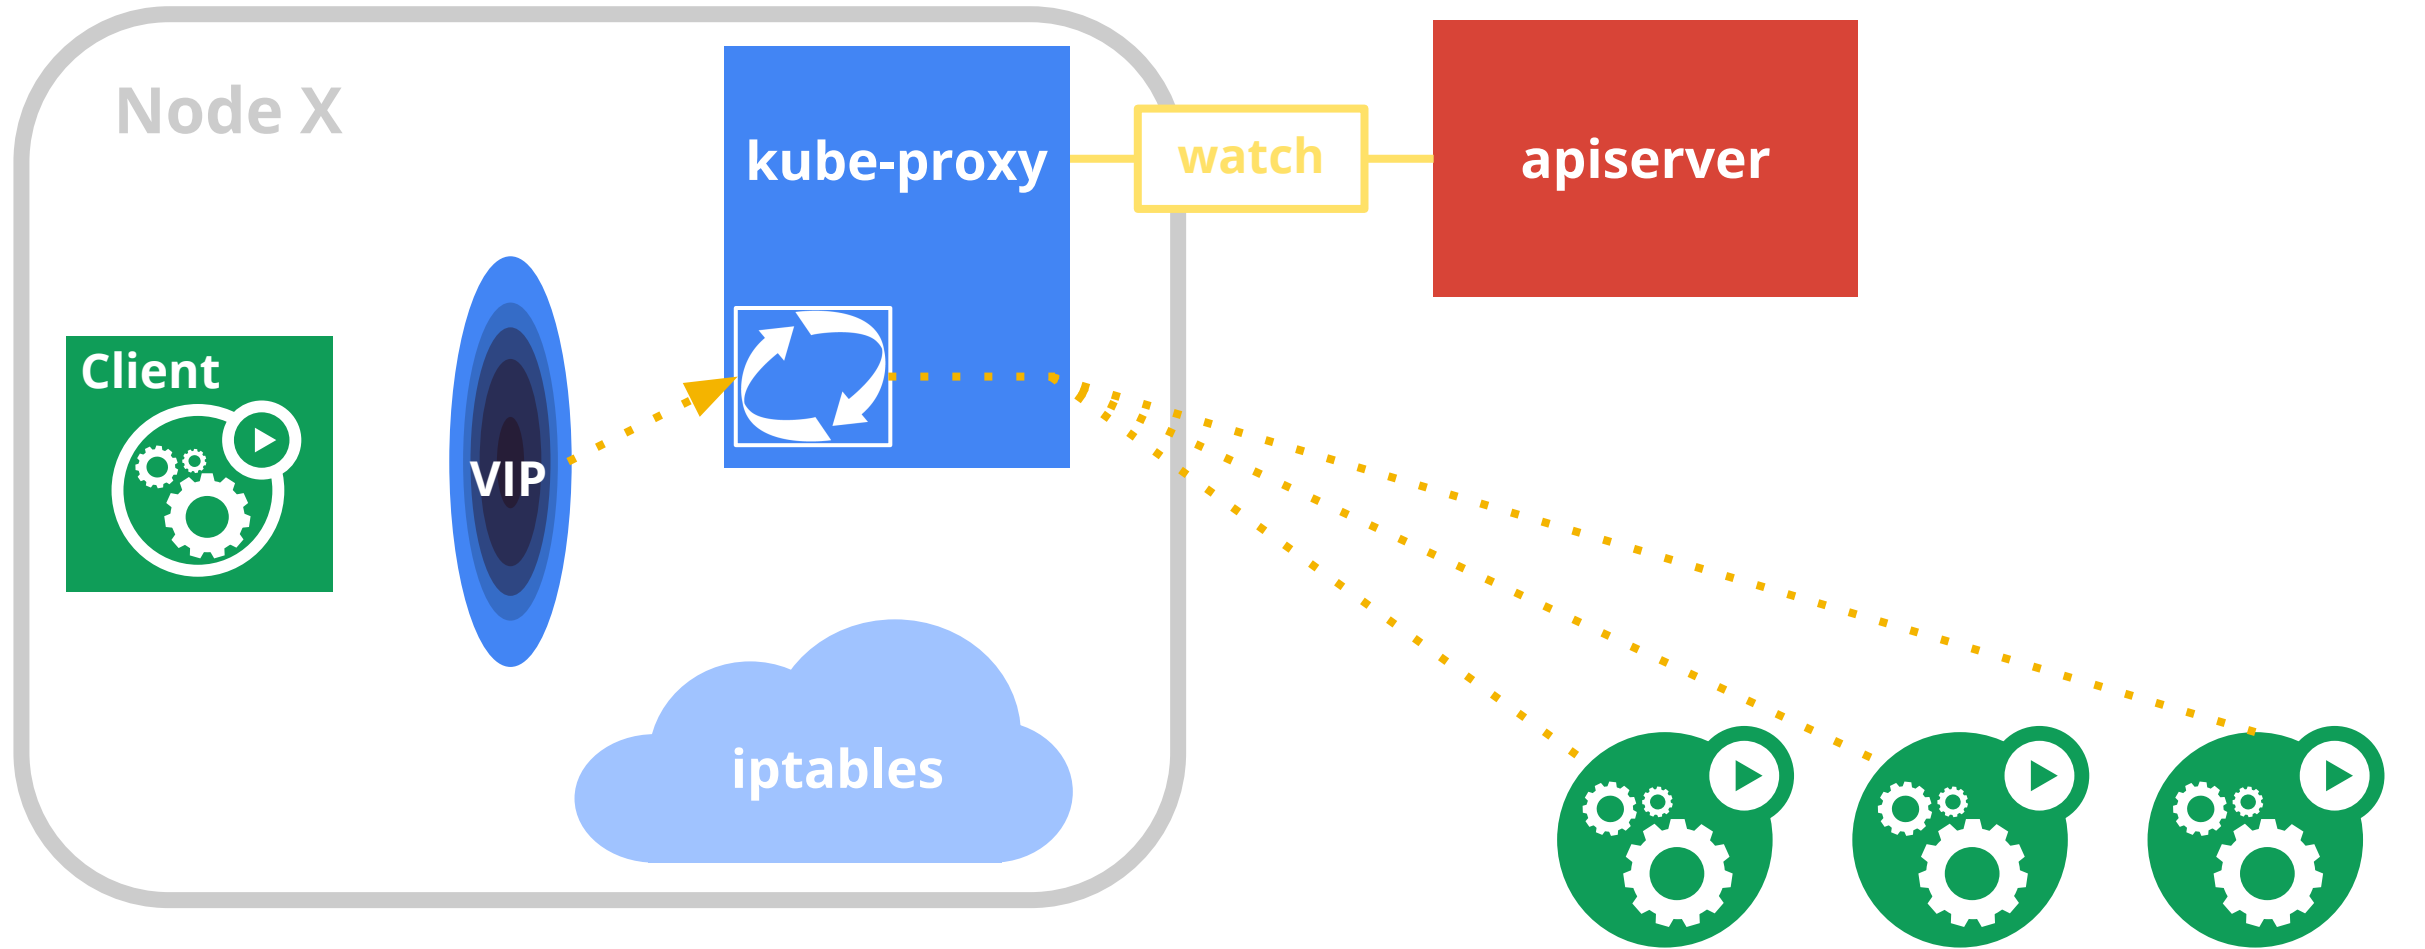 Node X
kube-proxy
watch
apiserver
Client
VIP
iptables